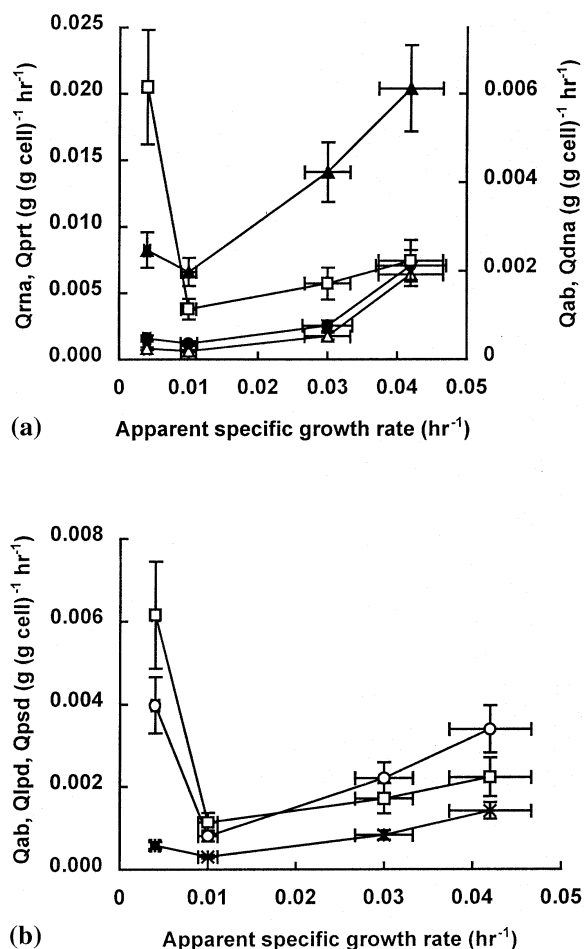 0.025
0.020
0.015
0.010
0.005
0.000
Qrna, Qprt (g (g cell)⁻¹ hr⁻¹)
0.006
0.004
0.002
0
Qab, Qdna (g (g cell)⁻¹ hr⁻¹)
0 0.01 0.02 0.03 0.04 0.05
(a) Apparent specific growth rate (hr⁻¹)
0.008
0.006
0.004
0.002
0.000
Qab, Qlpd, Qpsd (g (g cell)⁻¹ hr⁻¹)
0 0.01 0.02 0.03 0.04 0.05
(b) Apparent specific growth rate (hr⁻¹)